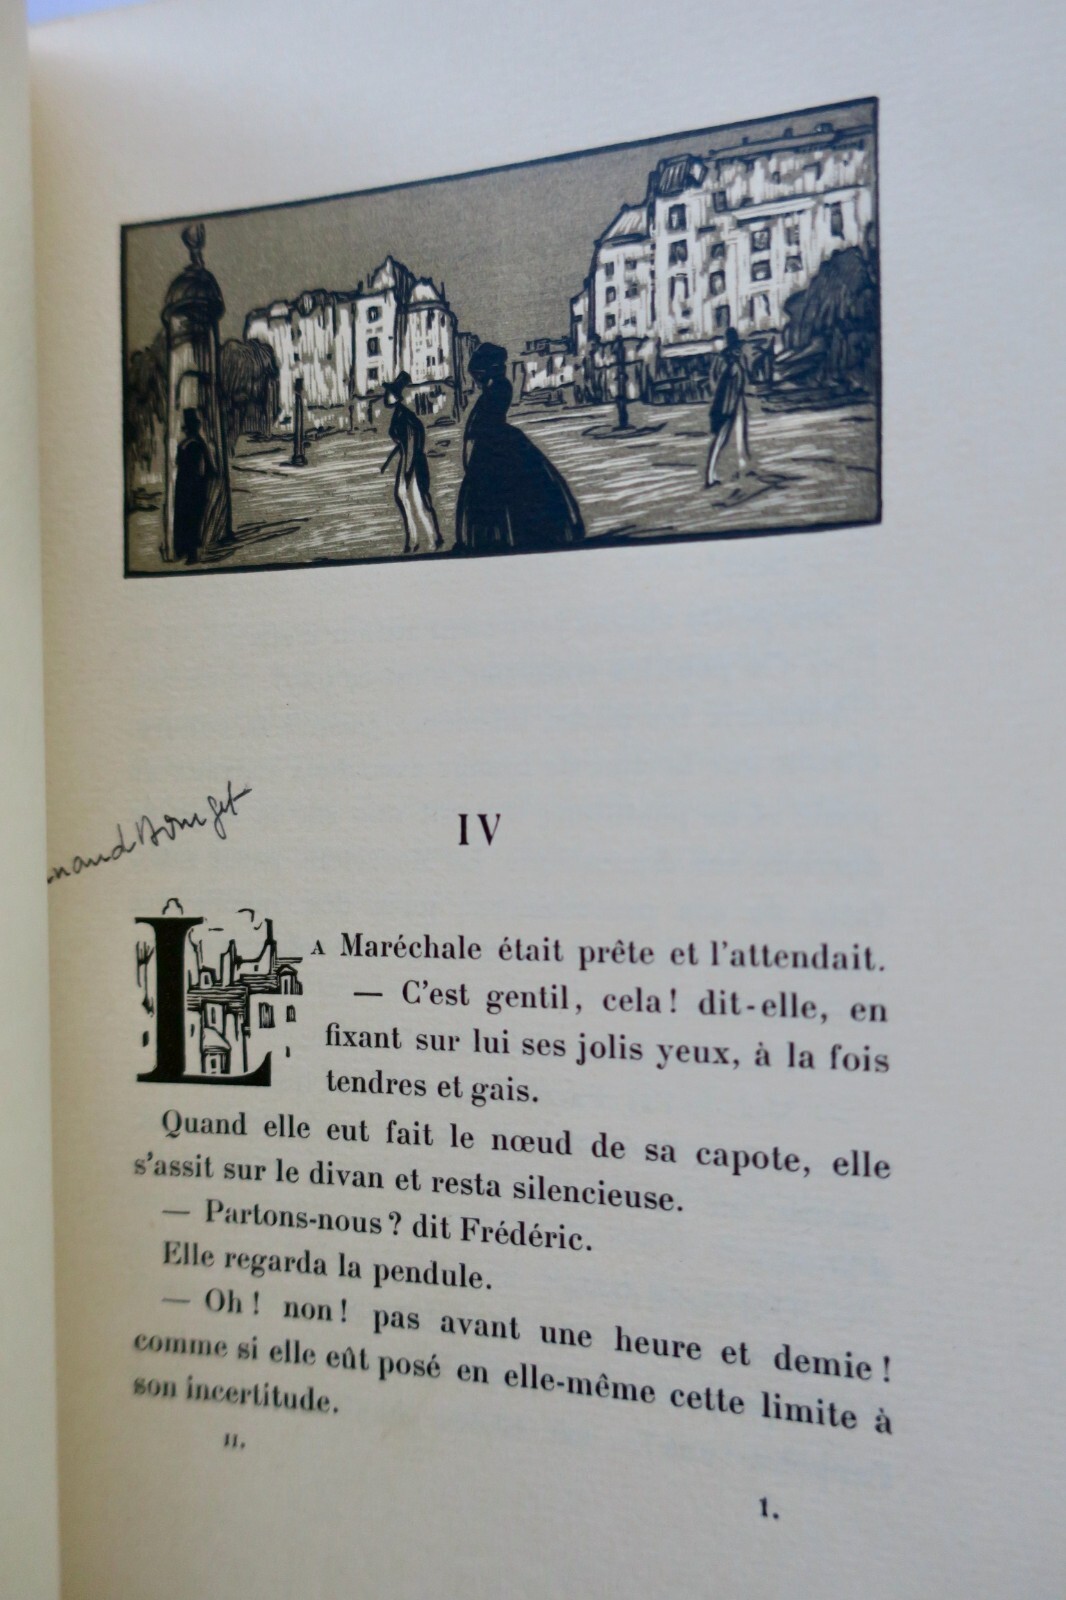 IV
LA Maréchale était prête et l'attendait.
— C'est gentil, cela! dit-elle, en
fixant sur lui ses jolis yeux, à la fois
tendres et gais.
Quand elle eut fait le nœud de sa capote, elle
s'assit sur le divan et resta silencieuse.
— Partons-nous? dit Frédéric.
Elle regarda la pendule.
— Oh! non! pas avant une heure et demie!
comme si elle eût posé en elle-même cette limite à
son incertitude.
II.
1.